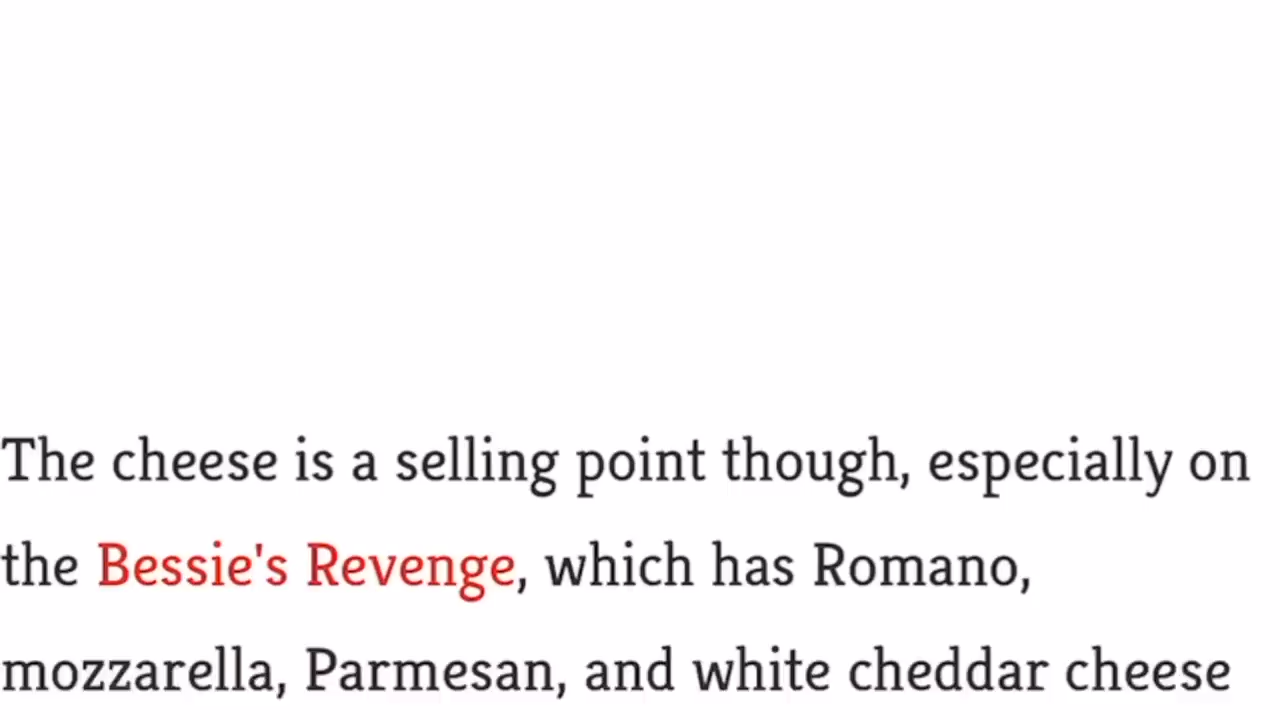 The cheese is a selling point though, especially on
the Bessie's Revenge, which has Romano,
mozzarella, Parmesan, and white cheddar cheese